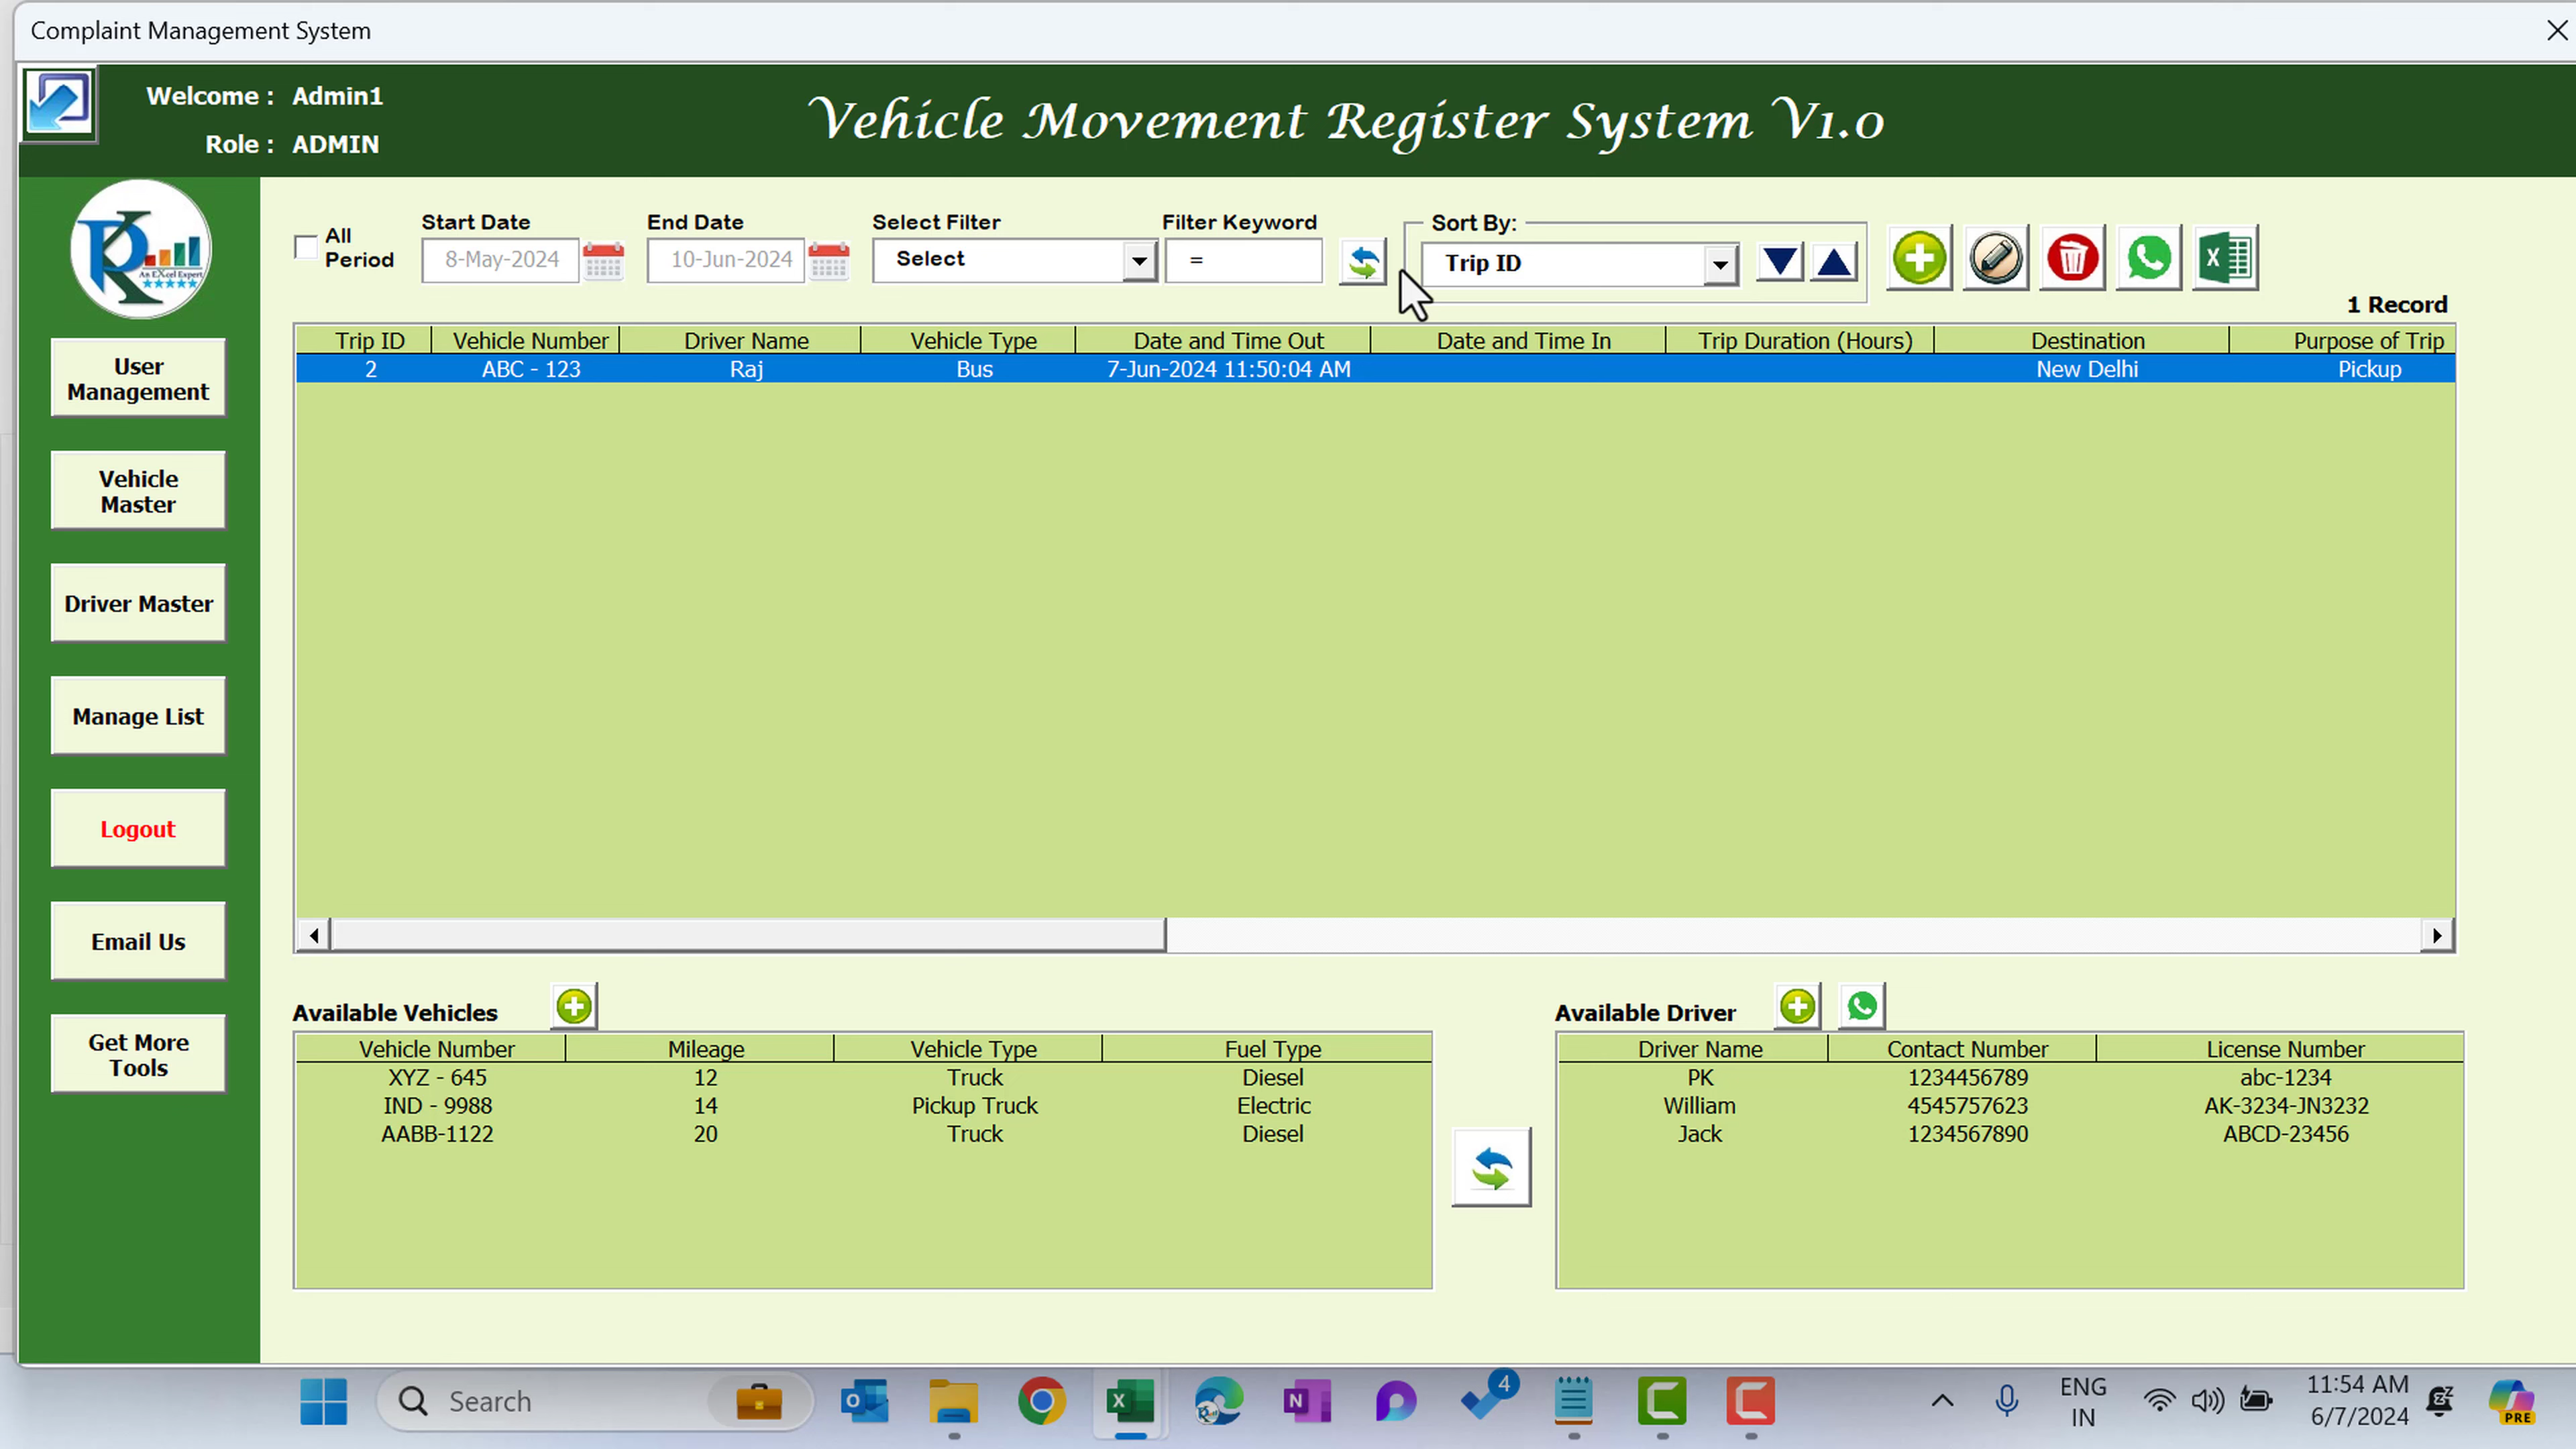 Complaint Management System
Welcome : Admin1
Role : ADMIN
Vehicle Movement Register System V1.0
PK
An EXcel Expert
User Management
Vehicle Master
Driver Master
Manage List
Logout
Email Us
Get More Tools
All Period
Start Date End Date Select Filter Filter Keyword Sort By:
8-May-2024 10-Jun-2024 Select = Trip ID
1 Record
Trip ID Vehicle Number Driver Name Vehicle Type Date and Time Out Date and Time In Trip Duration (Hours) Destination Purpose of Trip
2 ABC - 123 Raj Bus 7-Jun-2024 11:50:04 AM New Delhi Pickup
Available Vehicles
Vehicle Number Mileage Vehicle Type Fuel Type
XYZ - 645 12 Truck Diesel
IND - 9988 14 Pickup Truck Electric
AABB-1122 20 Truck Diesel
Available Driver
Driver Name Contact Number License Number
PK 1234456789 abc-1234
William 4545757623 AK-3234-JN3232
Jack 1234567890 ABCD-23456
Search
4
ENG
IN
11:54 AM
6/7/2024
PRE